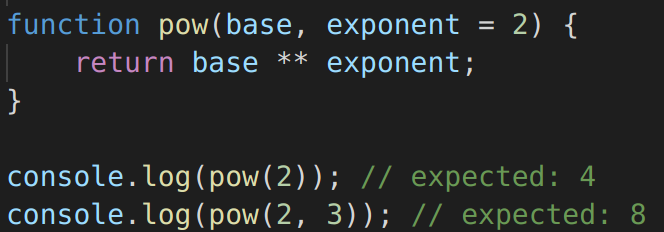 function pow(base, exponent = 2) {
    return base ** exponent;
}
console.log(pow(2)); // expected: 4
console.log(pow(2, 3)); // expected: 8